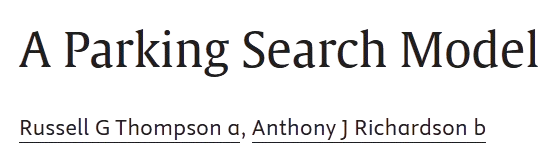 A Parking Search Model
Russell G Thompson a, Anthony J Richardson b